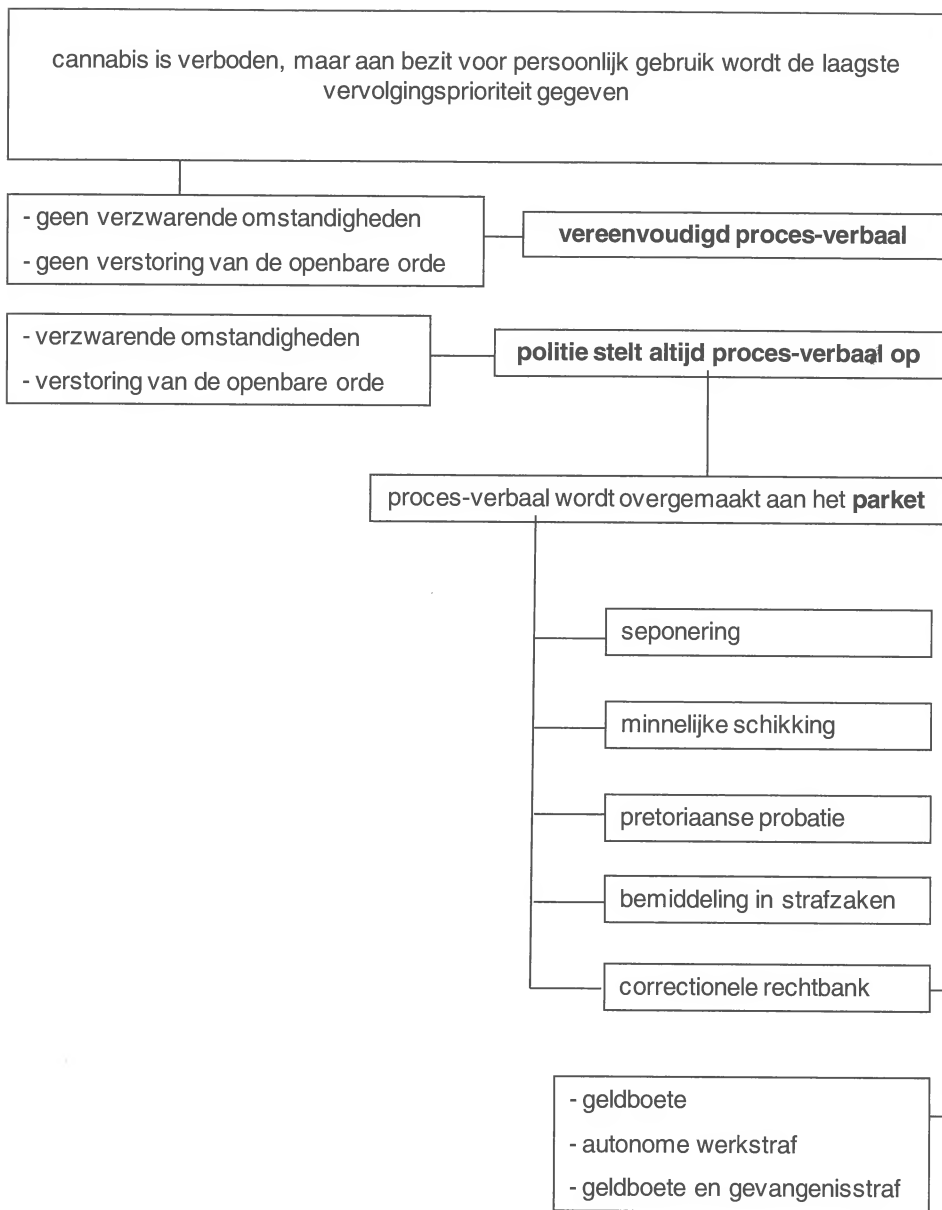 cannabis is verboden, maar aan bezit voor persoonlijk gebruik wordt de laagste
vervolgingsprioriteit gegeven
- geen verzwarende omstandigheden
- geen verstoring van de openbare orde
vereenvoudigd proces-verbaal
- verzwarende omstandigheden
- verstoring van de openbare orde
politie stelt altijd proces-verbaal op
proces-verbaal wordt overgemaakt aan het parket
seponering
minnelijke schikking
pretoriaanse probatie
bemiddeling in strafzaken
correctionele rechtbank
- geldboete
- autonome werkstraf
- geldboete en gevangenisstraf